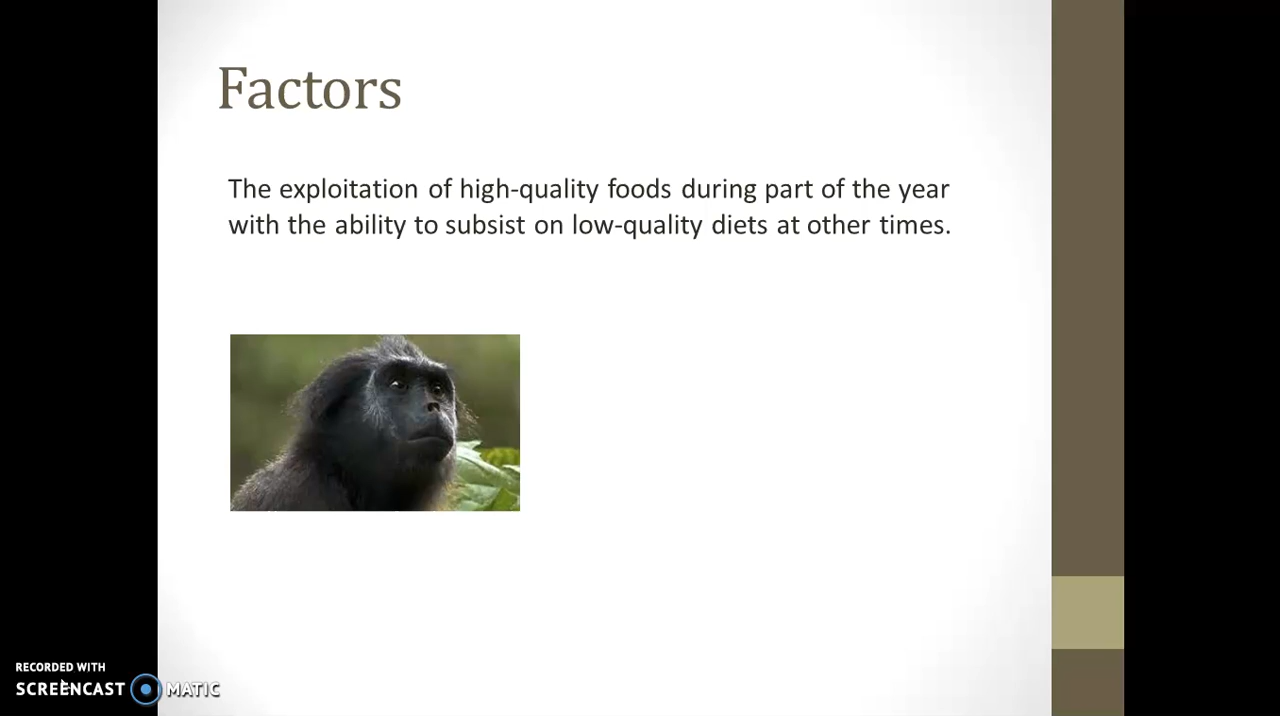 Factors
The exploitation of high-quality foods during part of the year
with the ability to subsist on low-quality diets at other times.
RECORDED WITH
SCREENCAST MATIC